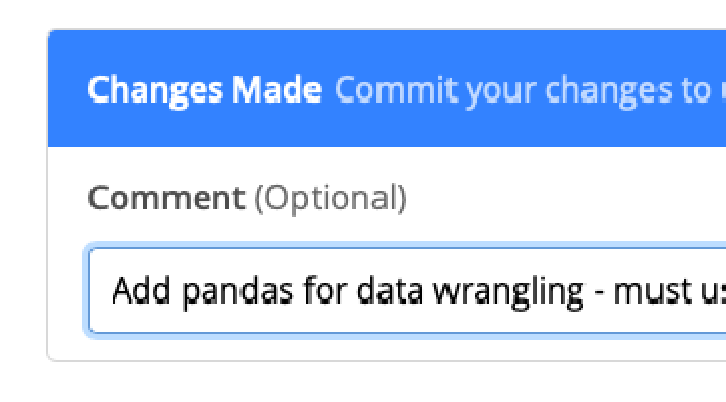 Changes Made Commit your changes to
Comment (Optional)
Add pandas for data wrangling - must